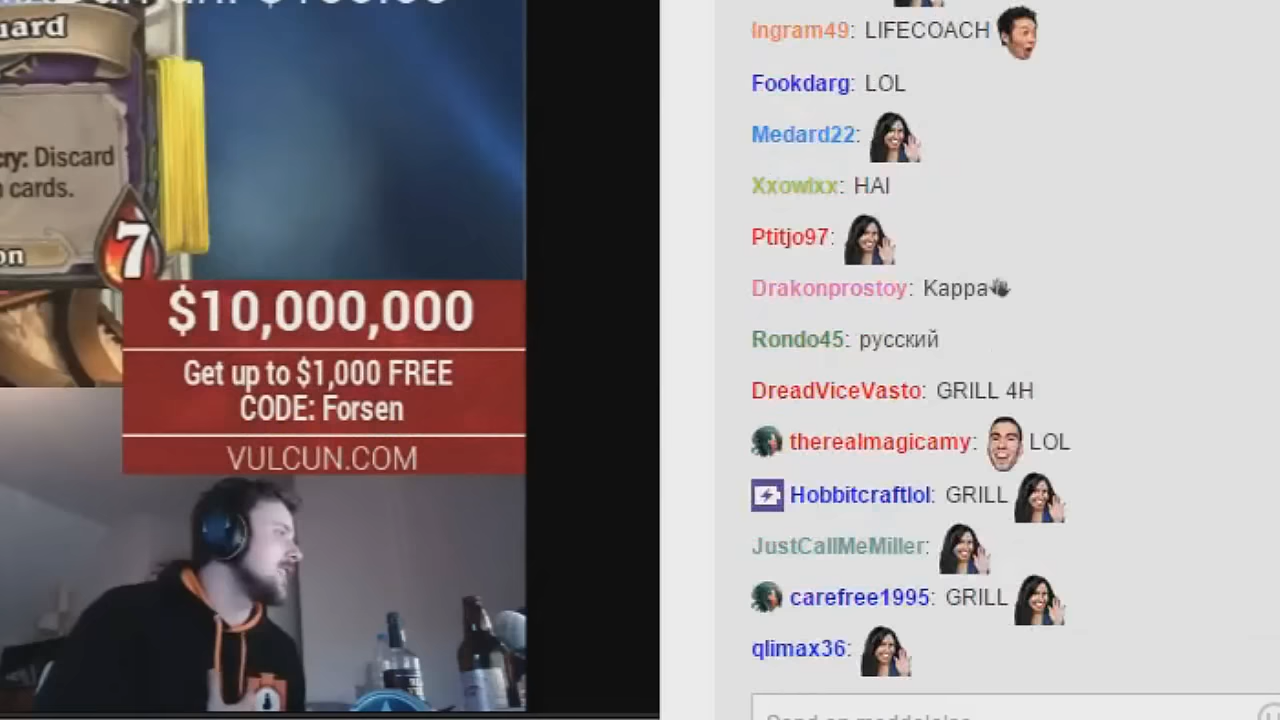 uard
cry: Discard
cards.
7
on
$10,000,000
Get up to $1,000 FREE
CODE: Forsen
VULCUN.COM
Ingram49: LIFECOACH
Fookdarg: LOL
Medard22:
Xxowixx: HAI
Ptitjo97:
Drakonprostoy: Kappa
Rondo45: русский
DreadViceVasto: GRILL 4H
therealmagicamy: LOL
Hobbitcraftlol: GRILL
JustCallMeMiller:
carefree1995: GRILL
qlimax36: